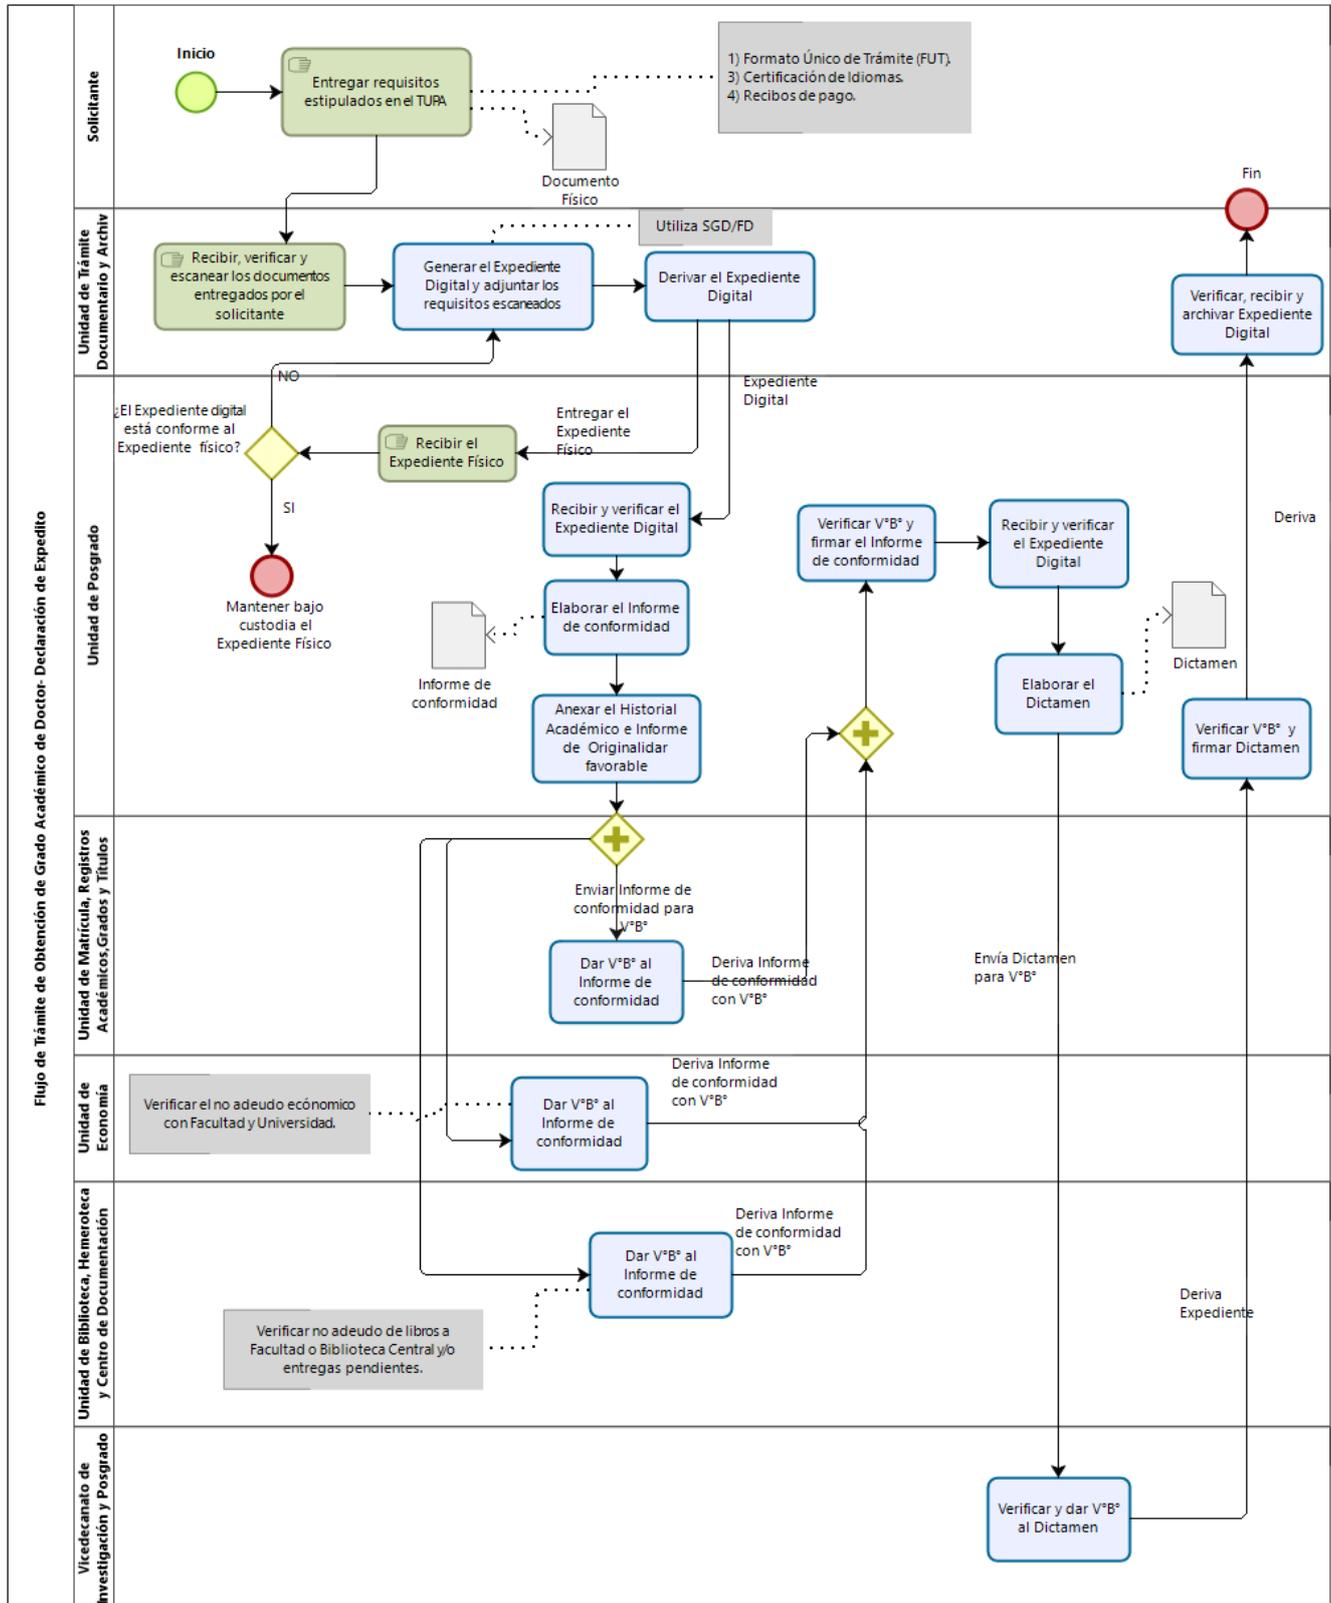 Flujo de Trámite de Obtención de Grado Académico de Doctor- Declaración de Expedito
Solicitante
Inicio
Entregar requisitos
estipulados en el TUPA
1) Formato Único de Trámite (FUT).
3) Certificación de Idiomas.
4) Recibos de pago.
Documento
Físico
Fin
Unidad de Trámite
Documentario y Archiv
Utiliza SGD/FD
Recibir, verificar y
escanear los documentos
entregados por el
solicitante
Generar el Expediente
Digital y adjuntar los
requisitos escaneados
Derivar el Expediente
Digital
Verificar, recibir y
archivar Expediente
Digital
Unidad de Posgrado
NO
Expediente
Digital
¿El Expediente digital
está conforme al
Expediente físico?
Recibir el
Expediente Físico
Entregar el
Expediente
Físico
SI
Mantener bajo
custodia el
Expediente Físico
Recibir y verificar el
Expediente Digital
Verificar V°B° y
firmar el Informe
de conformidad
Recibir y verificar
el Expediente
Digital
Deriva
Elaborar el Informe
de conformidad
Informe de
conformidad
Dictamen
Elaborar el
Dictamen
Anexar el Historial
Académico e Informe
de Originalidar
favorable
Verificar V°B° y
firmar Dictamen
Unidad de Matrícula, Registros
Académicos,Grados y Títulos
Enviar Informe de
conformidad para
V°B°
Dar V°B° al
Informe de
conformidad
Deriva Informe
de conformidad
con V°B°
Envía Dictamen
para V°B°
Unidad de
Economía
Verificar el no adeudo ecónomico
con Facultad y Universidad.
Dar V°B° al
Informe de
conformidad
Deriva Informe
de conformidad
con V°B°
Unidad de Biblioteca, Hemeroteca
y Centro de Documentación
Dar V°B° al
Informe de
conformidad
Deriva Informe
de conformidad
con V°B°
Verificar no adeudo de libros a
Facultad o Biblioteca Central y/o
entregas pendientes.
Deriva
Expediente
Vicedecanato de
Investigación y Posgrado
Verificar y dar V°B°
al Dictamen